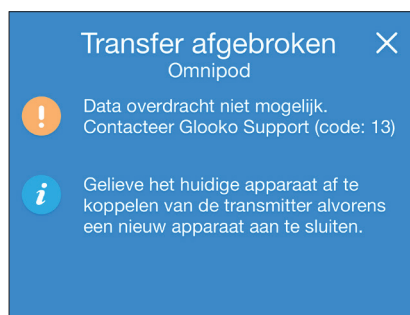 Transfer afgebroken
Omnipod
Data overdracht niet mogelijk.
Contacteer Glooko Support (code: 13)
Gelieve het huidige apparaat af te
koppelen van de transmitter alvorens
een nieuw apparaat aan te sluiten.